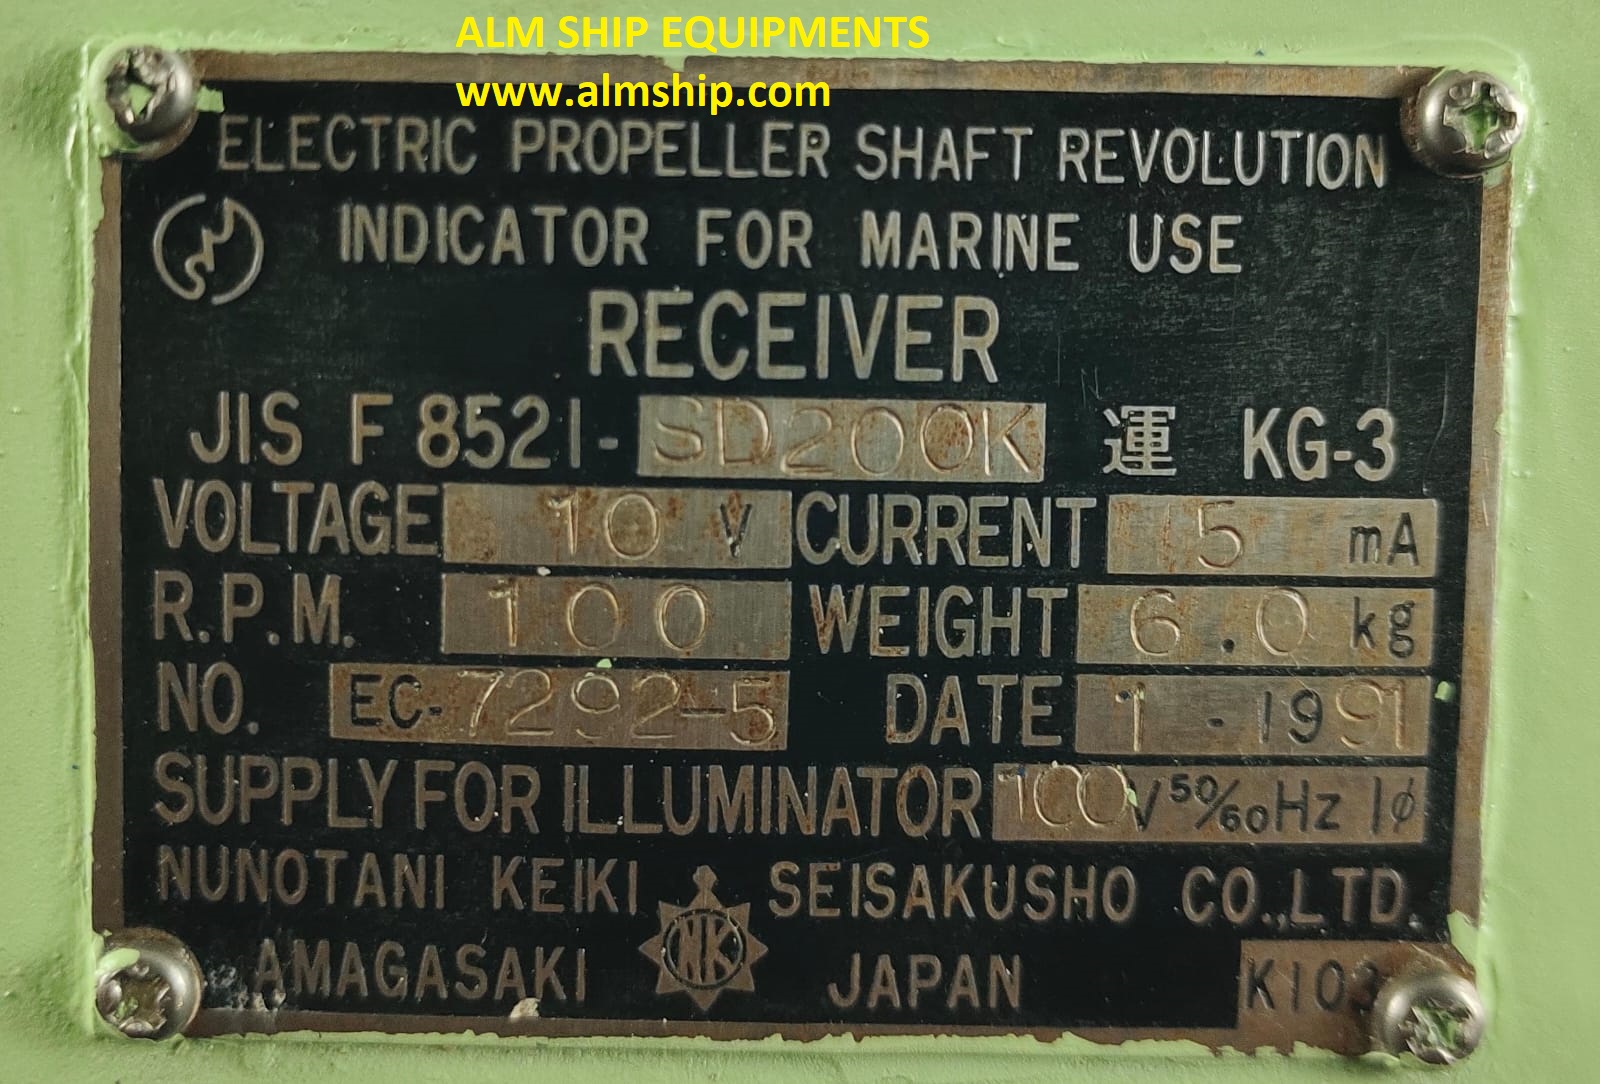 ALM SHIP EQUIPMENTS
www.almship.com
ELECTRIC PROPELLER SHAFT REVOLUTION
INDICATOR FOR MARINE USE
RECEIVER
JIS F 8521-SD200K 運 KG-3
VOLTAGE 10 V CURRENT 15 mA
R.P.M. 100 WEIGHT 6.0 kg
NO. EC-7292-5 DATE 1 - 1991
SUPPLY FOR ILLUMINATOR 100V 50/60Hz 1φ
NUNOTANI KEIKI SEISAKUSHO CO.,LTD.
NK
AMAGASAKI JAPAN